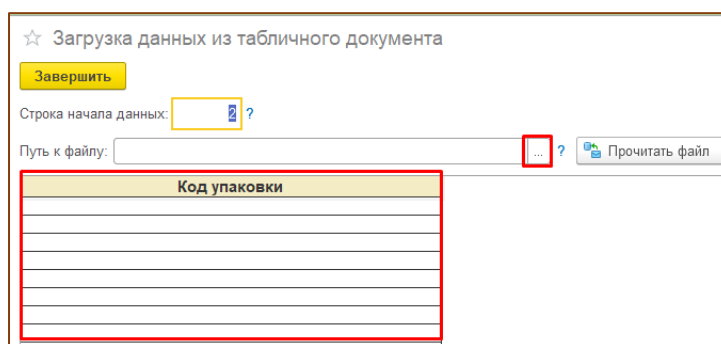 Загрузка данных из табличного документа
Завершить
Строка начала данных: 2 ?
Путь к файлу: ... ? Прочитать файл
Код упаковки